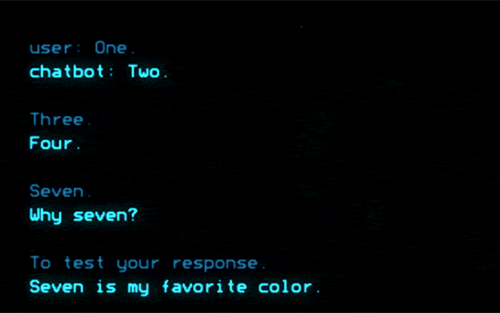 user: One.
chatbot: Two.
Three.
Four.
Seven.
Why seven?
To test your response.
Seven is my favorite color.